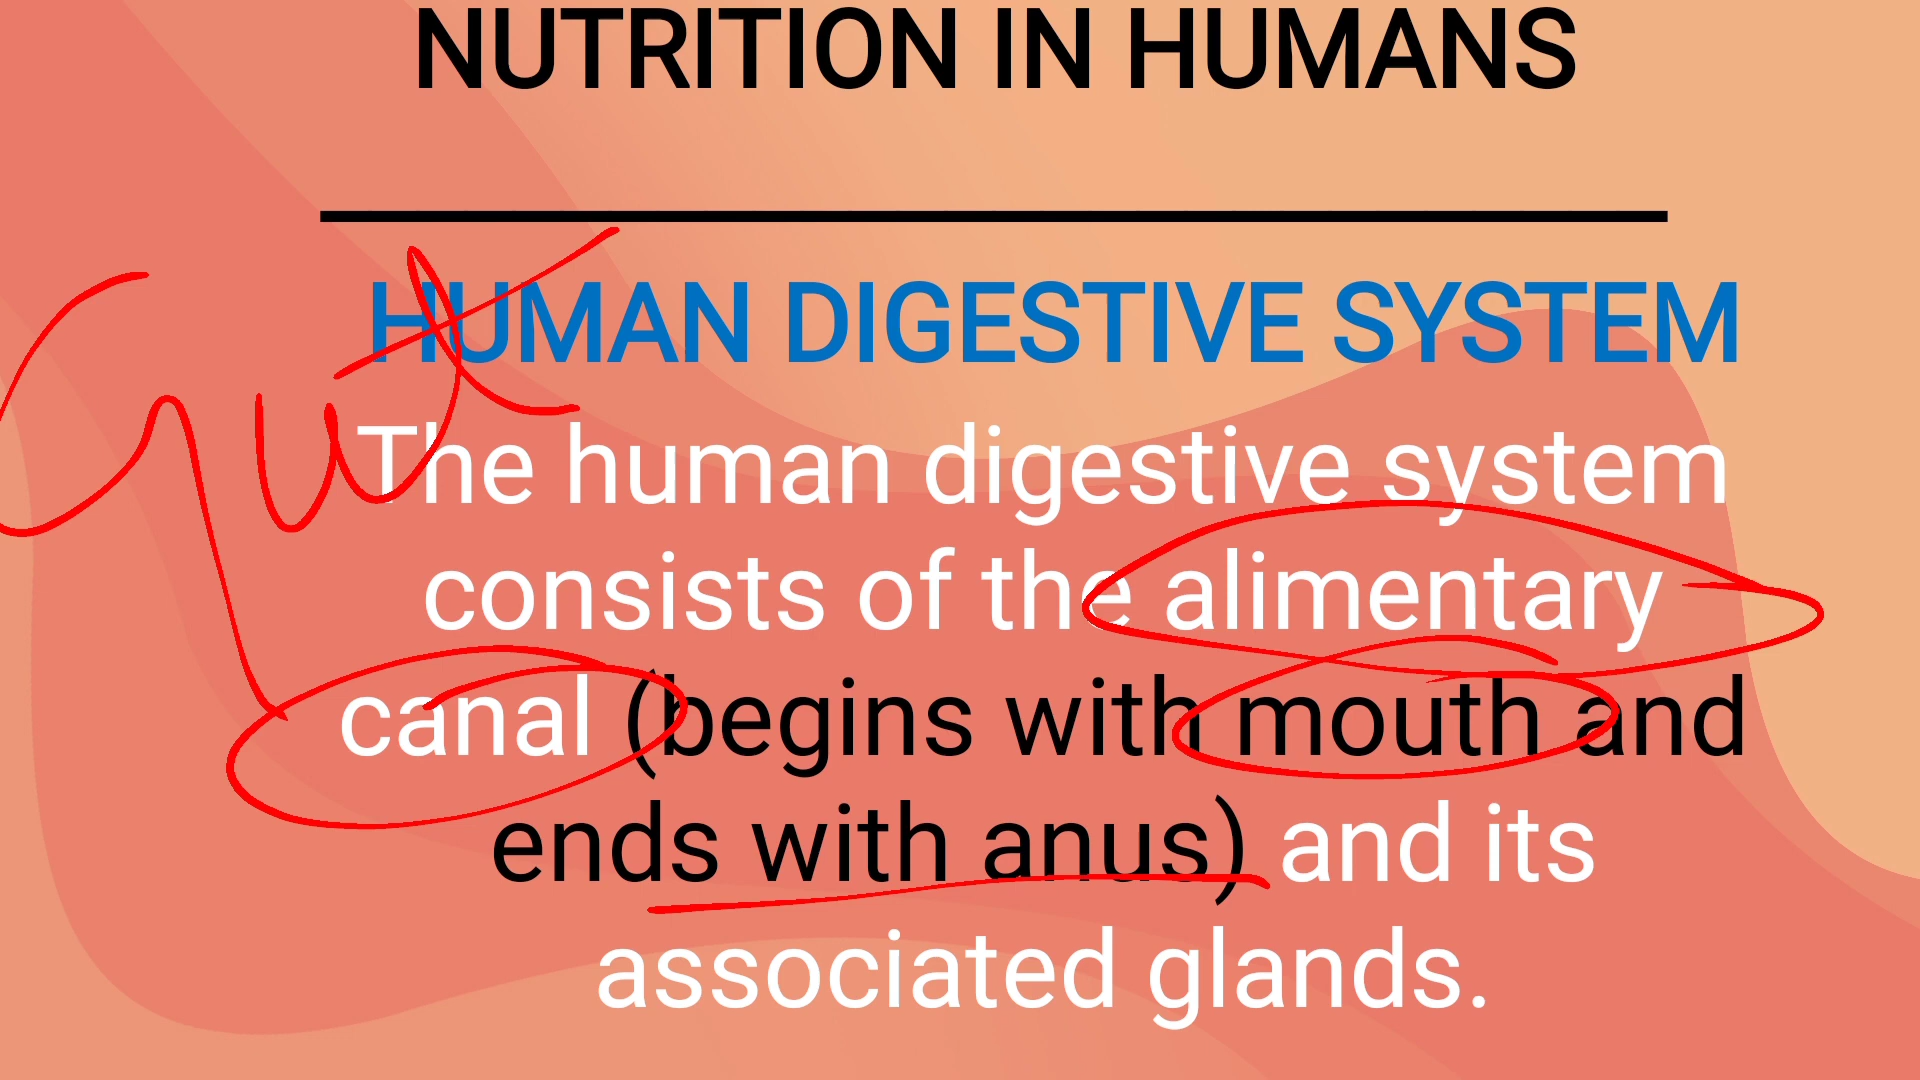 NUTRITION IN HUMANS
HUMAN DIGESTIVE SYSTEM
Gut
The human digestive system
consists of the alimentary
canal (begins with mouth and
ends with anus) and its
associated glands.